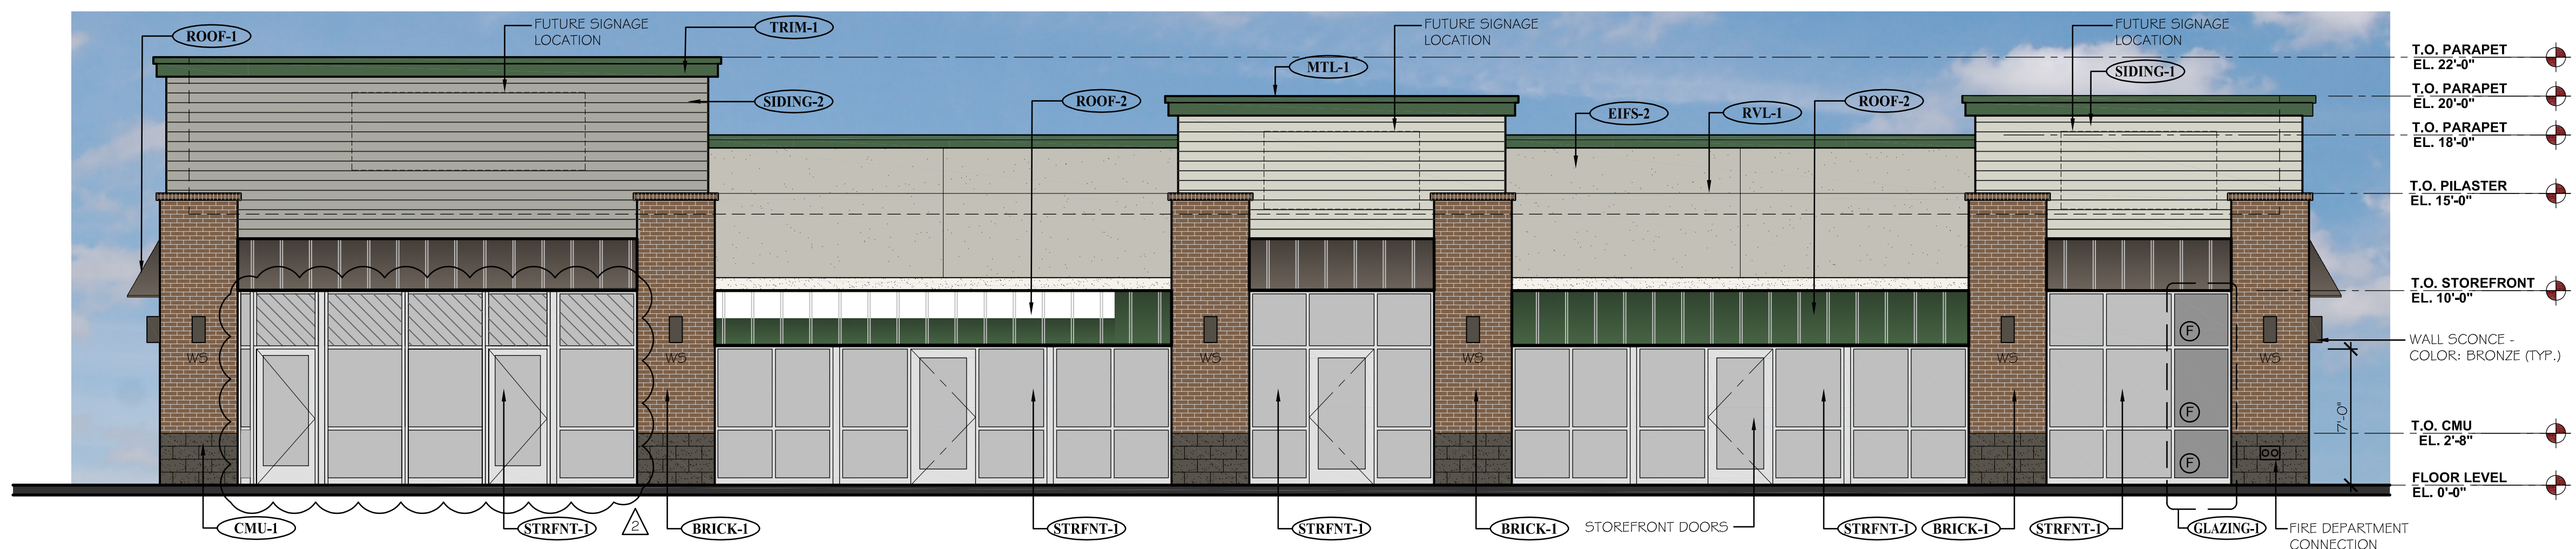 ROOF-1
FUTURE SIGNAGE
LOCATION
TRIM-1
SIDING-2
MTL-1
ROOF-2
FUTURE SIGNAGE
LOCATION
EIFS-2
RVL-1
ROOF-2
FUTURE SIGNAGE
LOCATION
SIDING-1
T.O. PARAPET
EL. 22'-0"
T.O. PARAPET
EL. 20'-0"
T.O. PARAPET
EL. 18'-0"
T.O. PILASTER
EL. 15'-0"
T.O. STOREFRONT
EL. 10'-0"
WALL SCONCE -
COLOR: BRONZE (TYP.)
T.O. CMU
EL. 2'-8"
FLOOR LEVEL
EL. 0'-0"
7'-0"
WS
WS
WS
WS
WS
WS
F
F
F
CMU-1
STRFNT-1
2
BRICK-1
STRFNT-1
STRFNT-1
BRICK-1
STOREFRONT DOORS
STRFNT-1
BRICK-1
STRFNT-1
GLAZING-1
FIRE DEPARTMENT
CONNECTION